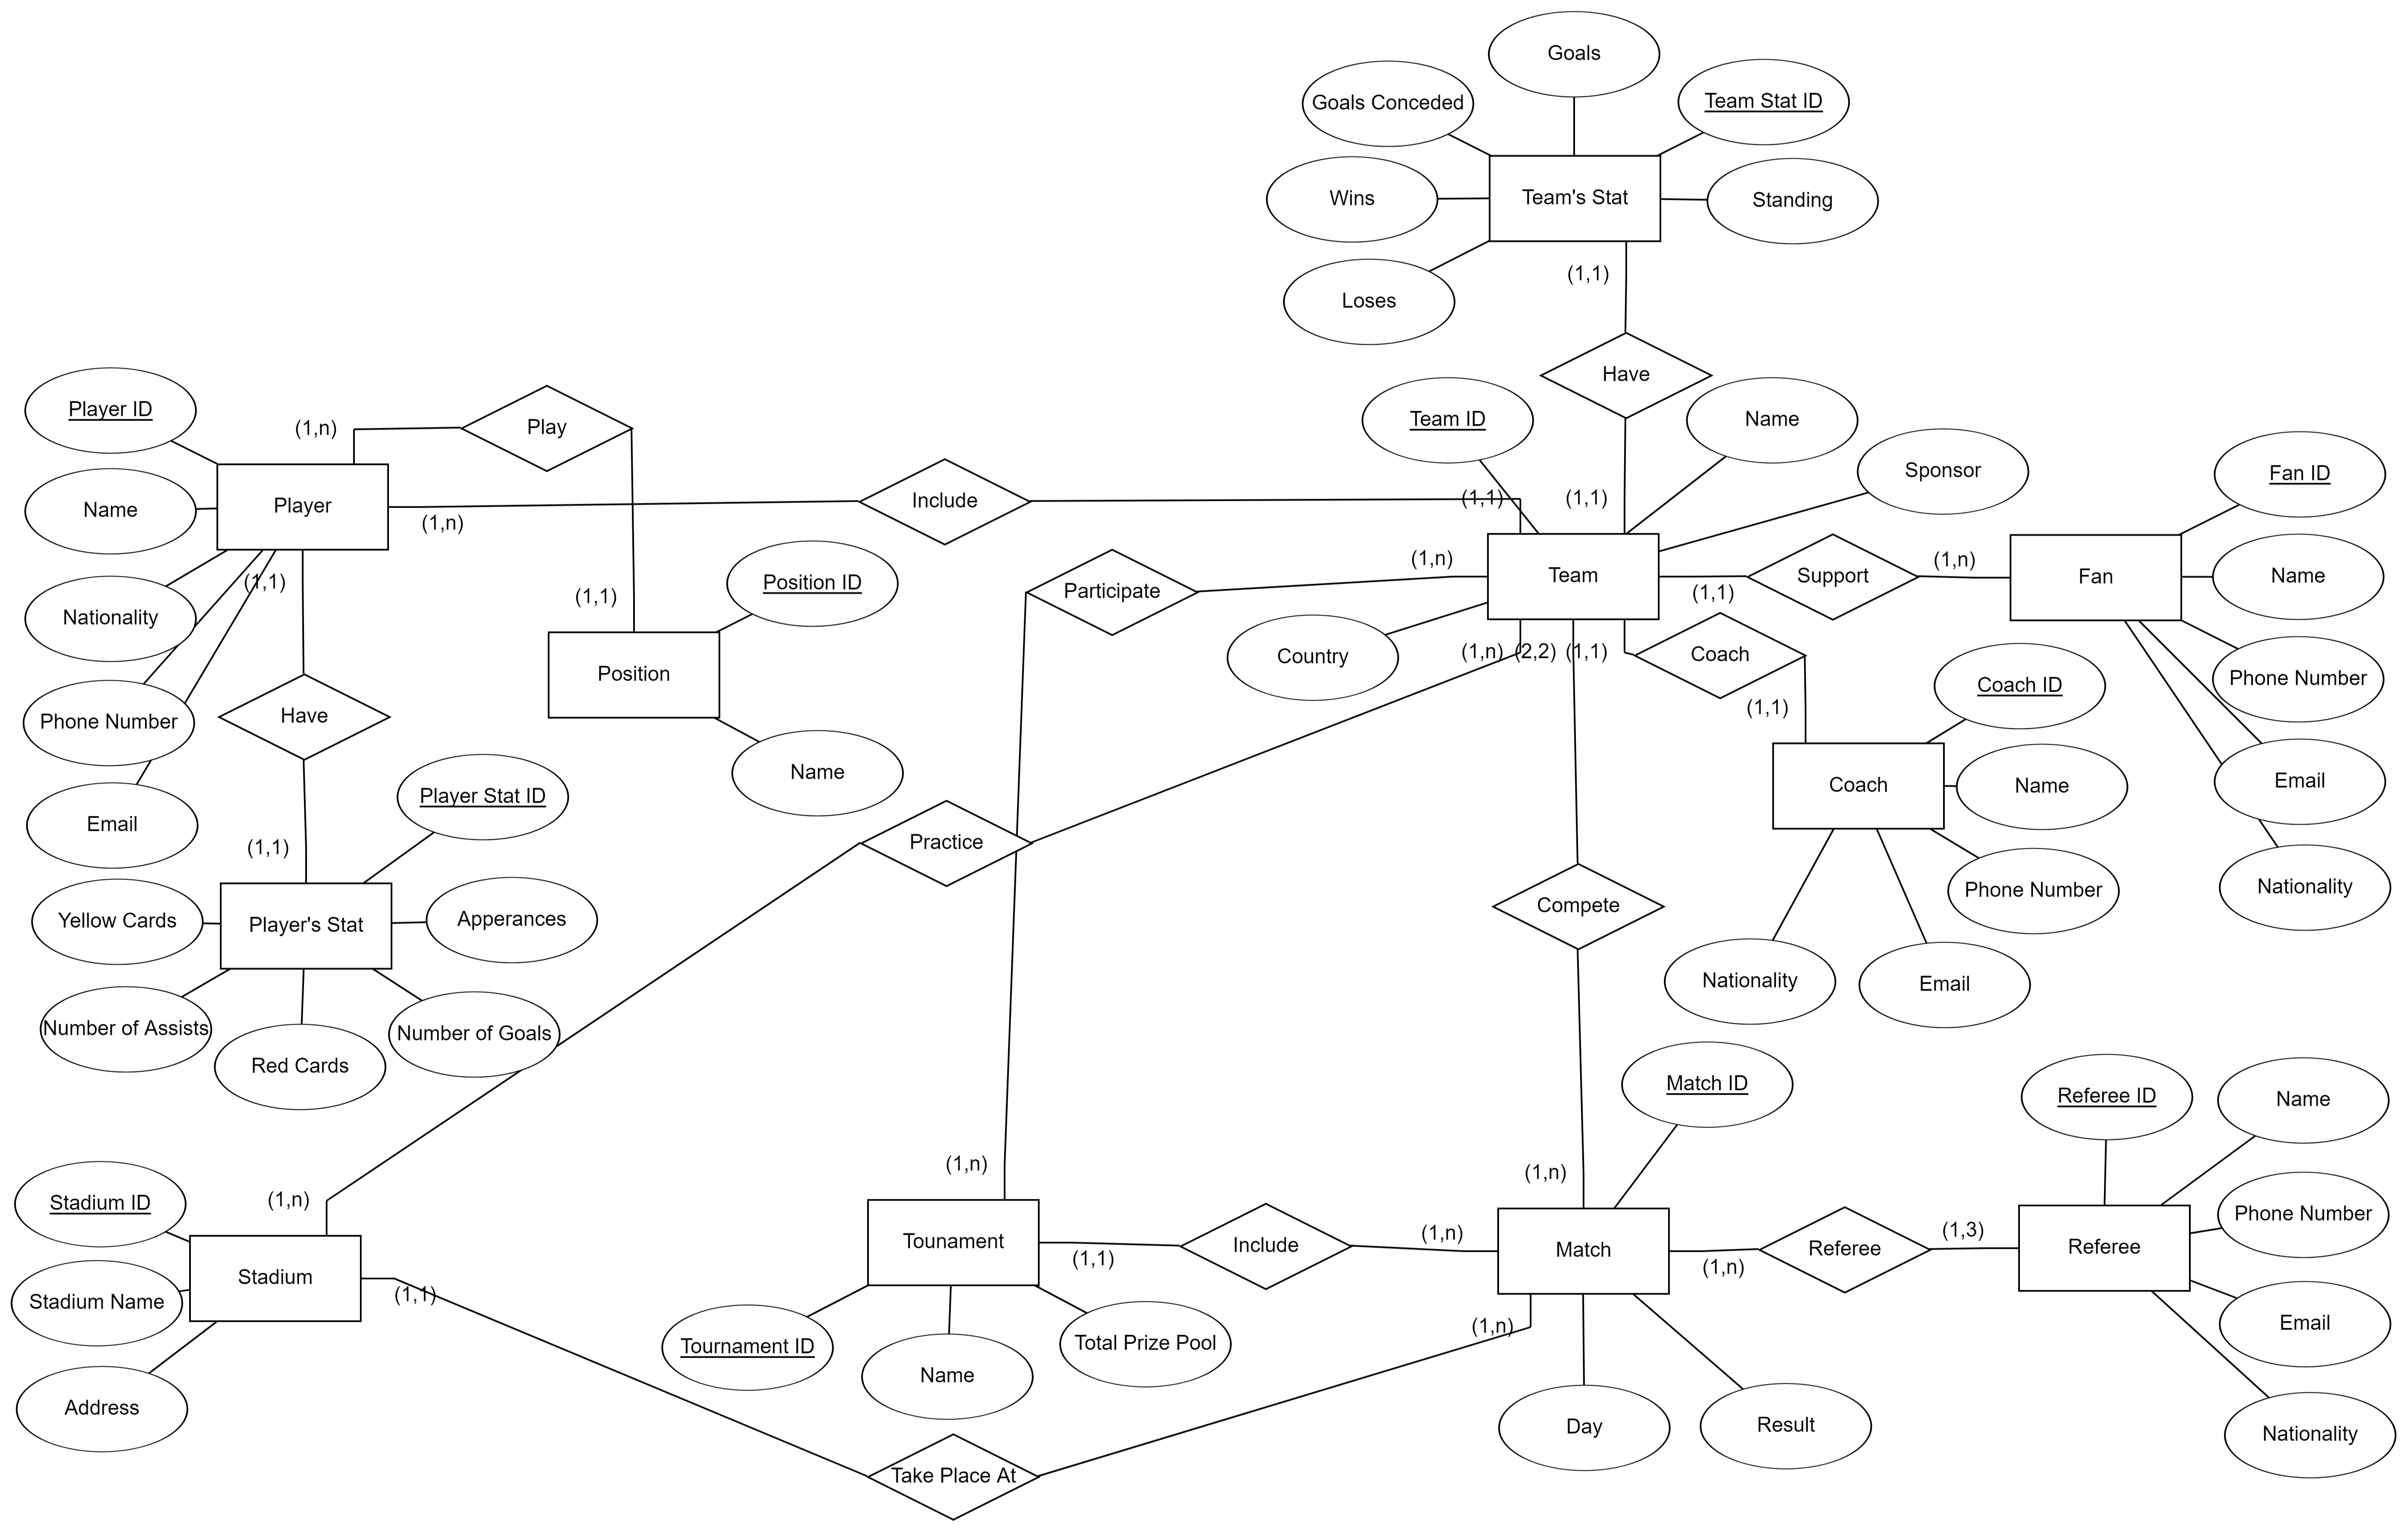 Goals
Goals Conceded
Team Stat ID
Wins
Team's Stat
Standing
Loses
(1,1)
Have
Player ID
(1,n)
Play
Team ID
Name
Sponsor
Fan ID
Name
Player
(1,n)
Include
(1,1)
(1,1)
Nationality
(1,1)
(1,1)
Position ID
Participate
(1,n)
Team
(1,1)
Support
(1,n)
Fan
Name
Country
(1,n)
(2,2)
(1,1)
Coach
(1,1)
Coach ID
Phone Number
Phone Number
Have
Position
Name
Email
Player Stat ID
(1,1)
Practice
Coach
Name
Email
Phone Number
Nationality
Yellow Cards
Player's Stat
Apperances
Compete
Number of Assists
Red Cards
Number of Goals
Nationality
Email
Match ID
Referee ID
Name
Stadium ID
(1,n)
(1,n)
(1,n)
Stadium
Stadium Name
(1,1)
Address
Tounament
(1,1)
Include
(1,n)
Match
(1,n)
Referee
(1,3)
Referee
Phone Number
Email
Nationality
Tournament ID
Name
Total Prize Pool
(1,n)
Day
Result
Take Place At